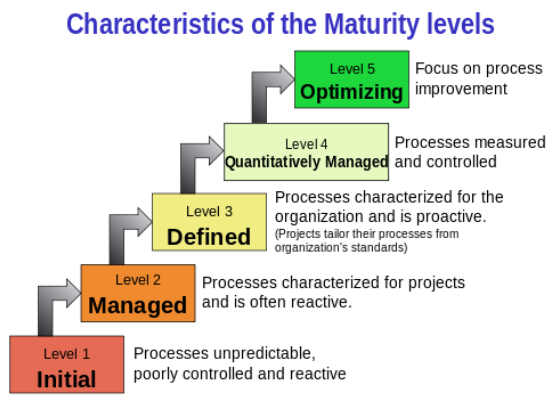 Characteristics of the Maturity levels
Level 5
Optimizing
Focus on process
improvement
Level 4
Quantitatively Managed
Processes measured
and controlled
Level 3
Defined
Processes characterized for the
organization and is proactive.
(Projects tailor their processes from
organization's standards)
Level 2
Managed
Processes characterized for projects
and is often reactive.
Level 1
Initial
Processes unpredictable,
poorly controlled and reactive